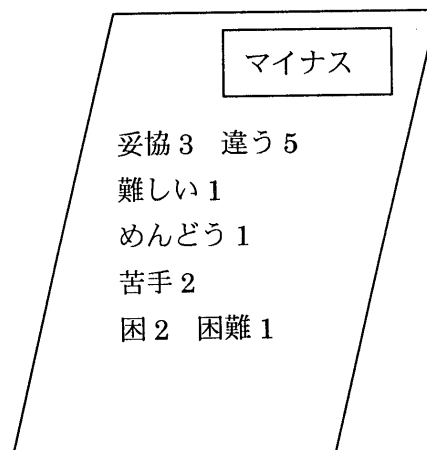 マイナス
妥協 3　違う 5
難しい 1
めんどう 1
苦手 2
困 2　困難 1